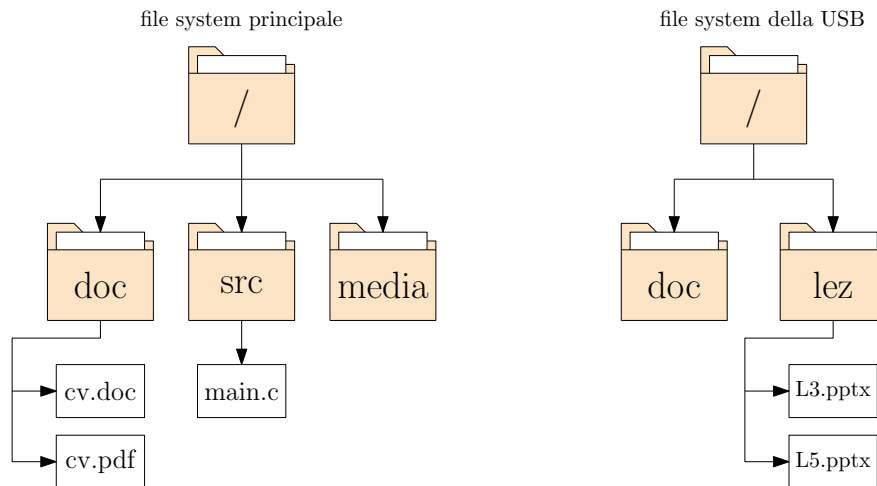 file system principale
file system della USB
/
/
doc
src
media
doc
lez
cv.doc
main.c
L3.pptx
cv.pdf
L5.pptx